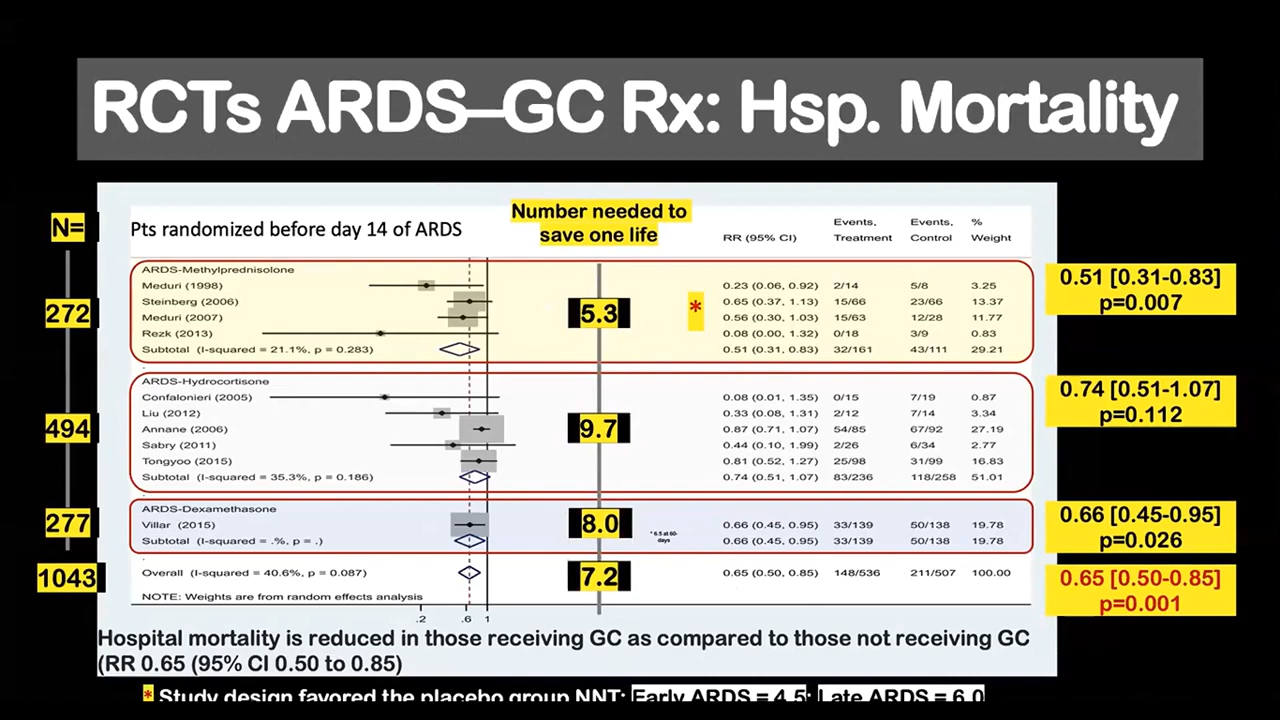 RCTs ARDS–GC Rx: Hsp. Mortality
N=
Pts randomized before day 14 of ARDS
Number needed to
save one life
RR (95% CI)
Events,
Treatment
Events,
Control
%
Weight
ARDS-Methylprednisolone
Meduri (1998) 0.23 (0.06, 0.92) 2/14 5/8 3.25
Steinberg (2006) 0.65 (0.37, 1.13) 15/66 23/66 13.37
Meduri (2007) 0.56 (0.30, 1.03) 15/63 12/28 11.77
Rezk (2013) 0.08 (0.00, 1.32) 0/18 3/9 0.83
Subtotal (I-squared = 21.1%, p = 0.283) 0.51 (0.31, 0.83) 32/161 43/111 29.21
272
5.3
*
0.51 [0.31-0.83]
p=0.007
ARDS-Hydrocortisone
Confalonieri (2005) 0.08 (0.01, 1.35) 0/15 7/19 0.87
Liu (2012) 0.33 (0.08, 1.31) 2/12 7/14 3.34
Annane (2006) 0.87 (0.71, 1.07) 54/85 67/92 27.19
Sabry (2011) 0.44 (0.10, 1.99) 2/26 6/34 2.77
Tongyoo (2015) 0.81 (0.52, 1.27) 25/98 31/99 16.83
Subtotal (I-squared = 35.3%, p = 0.186) 0.74 (0.51, 1.07) 83/236 118/258 51.01
494
9.7
0.74 [0.51-1.07]
p=0.112
ARDS-Dexamethasone
Villar (2015) 0.66 (0.45, 0.95) 33/139 50/138 19.78
Subtotal (I-squared = .%, p = .) 0.66 (0.45, 0.95) 33/139 50/138 19.78
277
8.0
* 6.5 at 60-
days
0.66 [0.45-0.95]
p=0.026
Overall (I-squared = 40.6%, p = 0.087) 0.65 (0.50, 0.85) 148/536 211/507 100.00
1043
7.2
0.65 [0.50-0.85]
p=0.001
NOTE: Weights are from random effects analysis
.2 .6 1
Hospital mortality is reduced in those receiving GC as compared to those not receiving GC
(RR 0.65 (95% CI 0.50 to 0.85)
* Study design favored the placebo group NNT: Early ARDS = 4.5; Late ARDS = 6.0